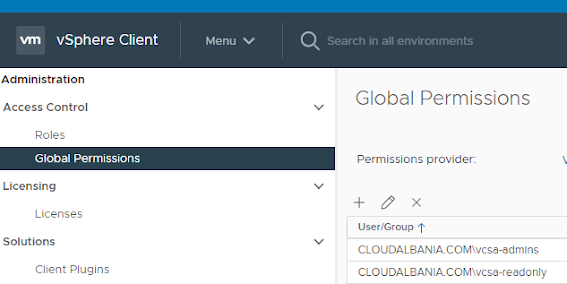 vm vSphere Client Menu Search in all environments
Administration
Access Control
Roles
Global Permissions
Licensing
Licenses
Solutions
Client Plugins
Global Permissions
Permissions provider:
User/Group
CLOUDALBANIA.COM\vcsa-admins
CLOUDALBANIA.COM\vcsa-readonly